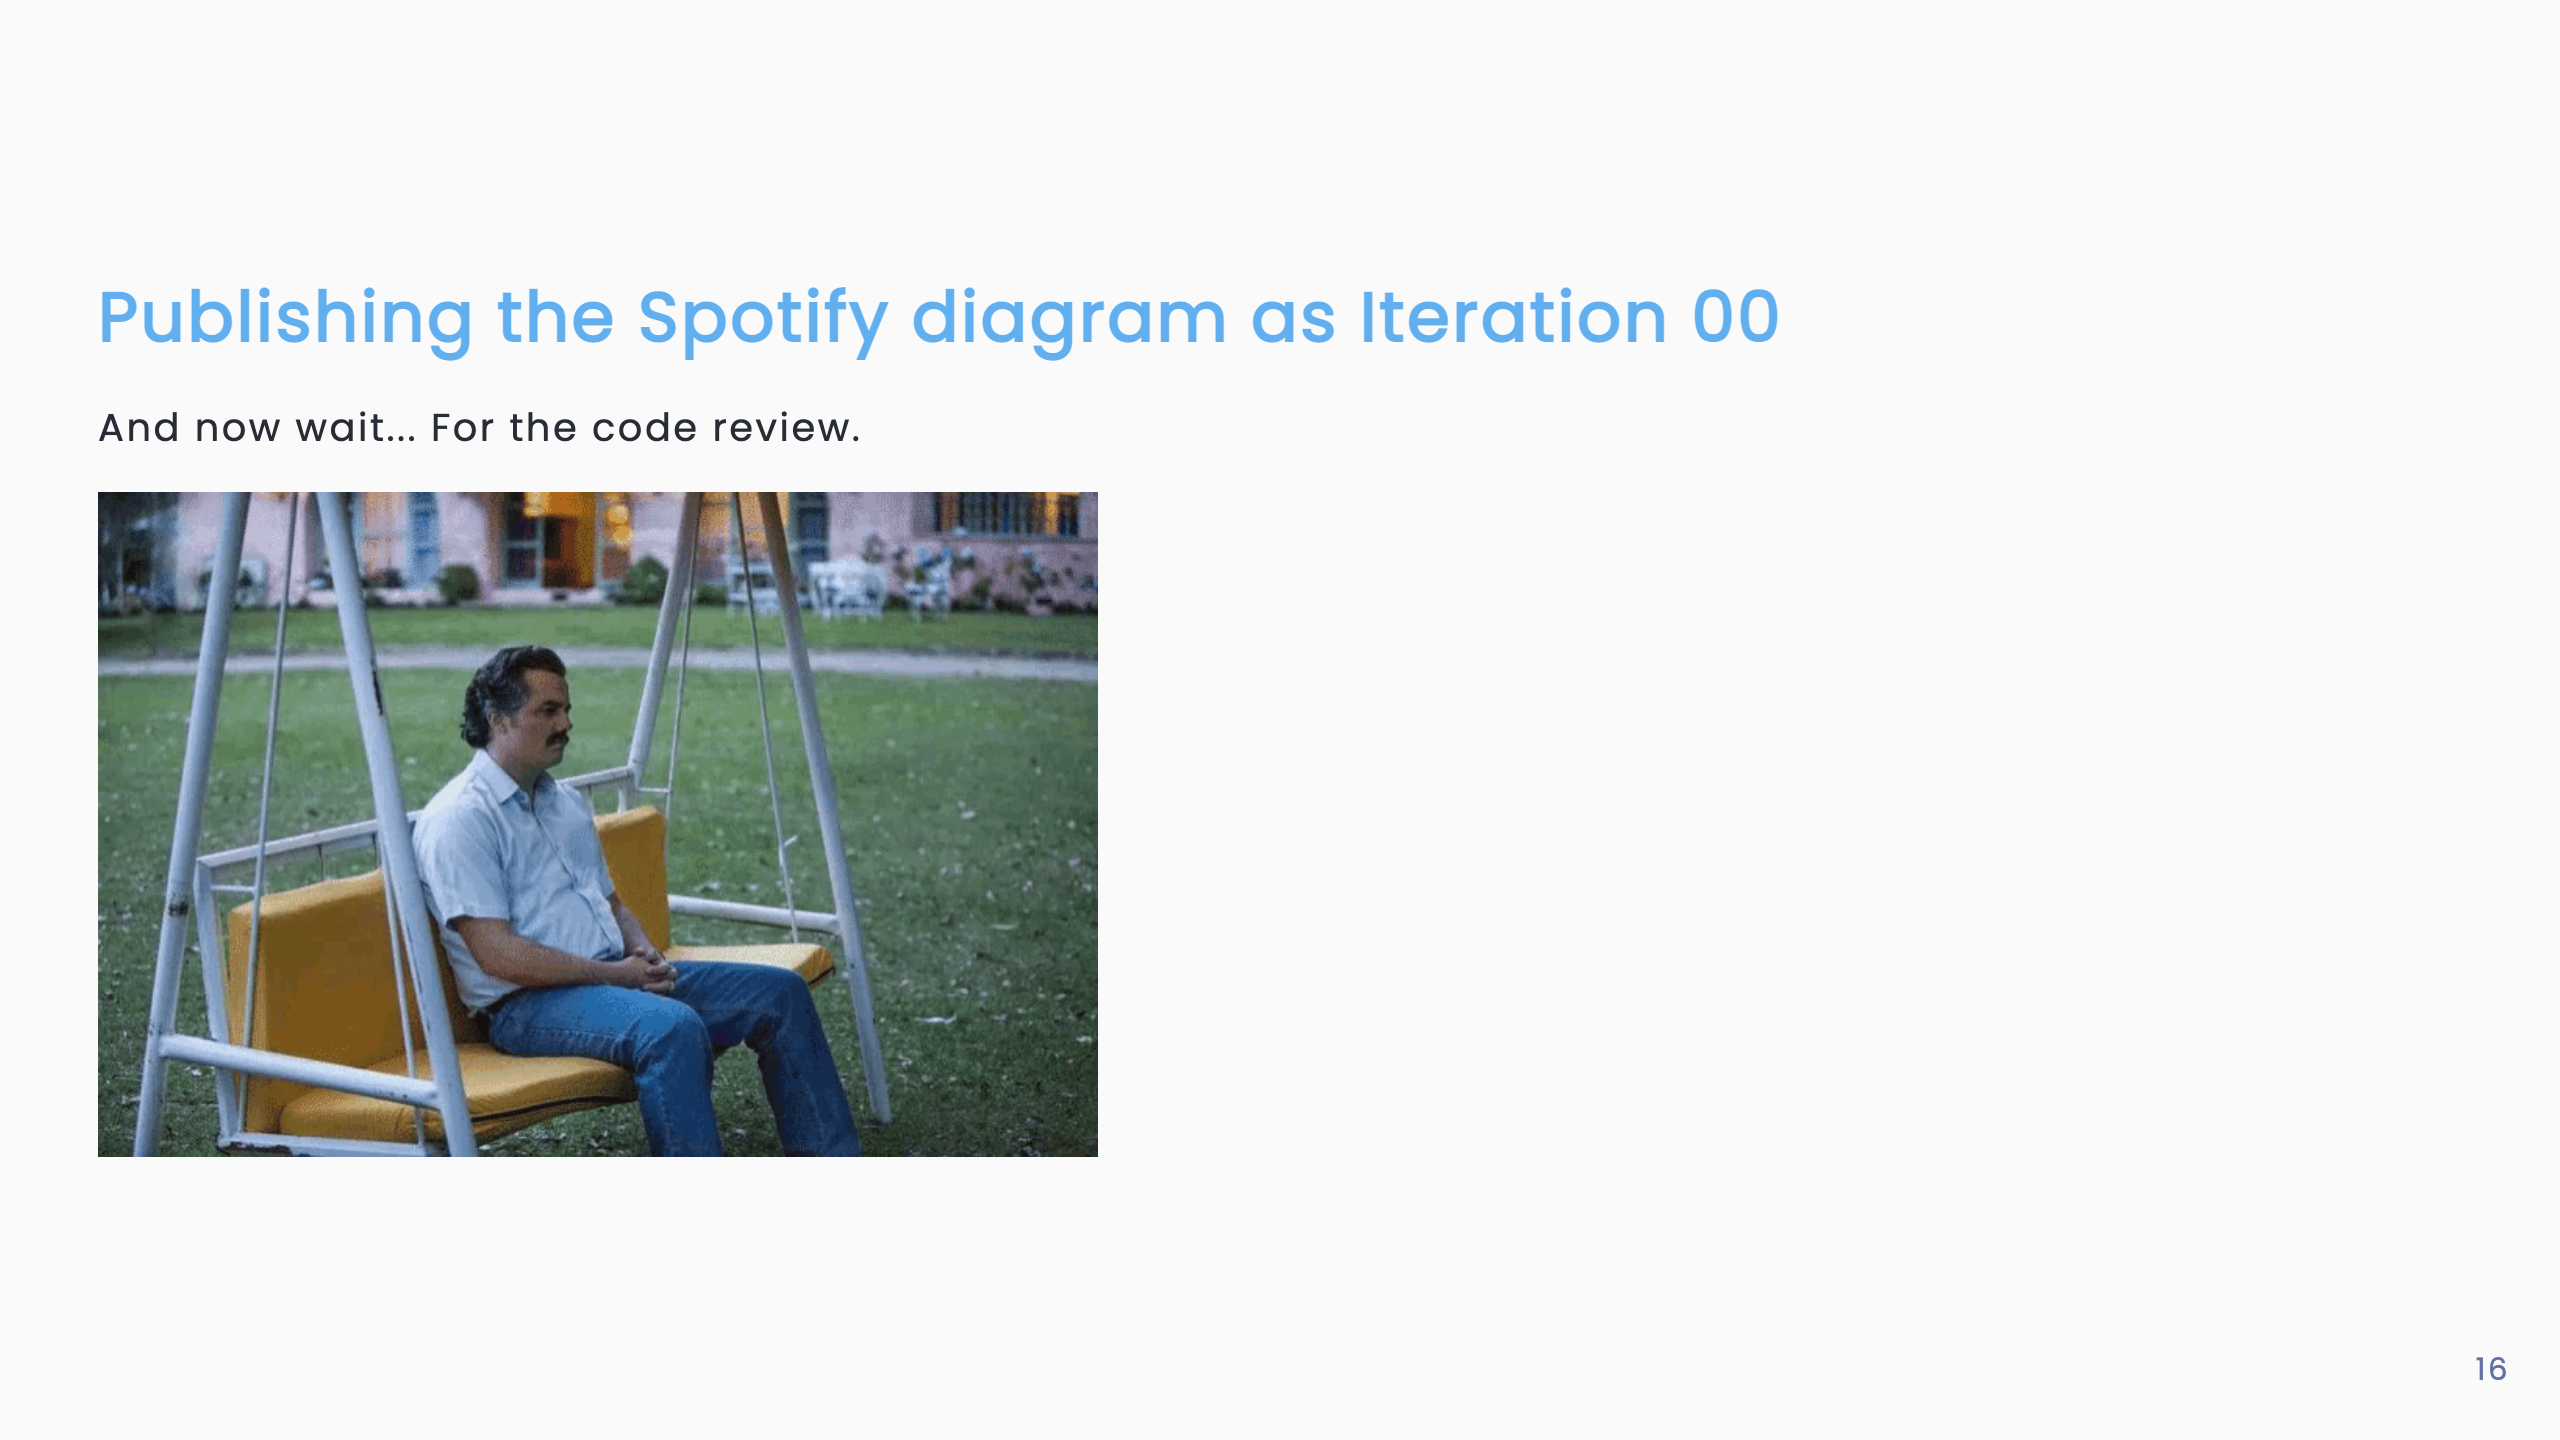 Publishing the Spotify diagram as Iteration 00
And now wait... For the code review.
16